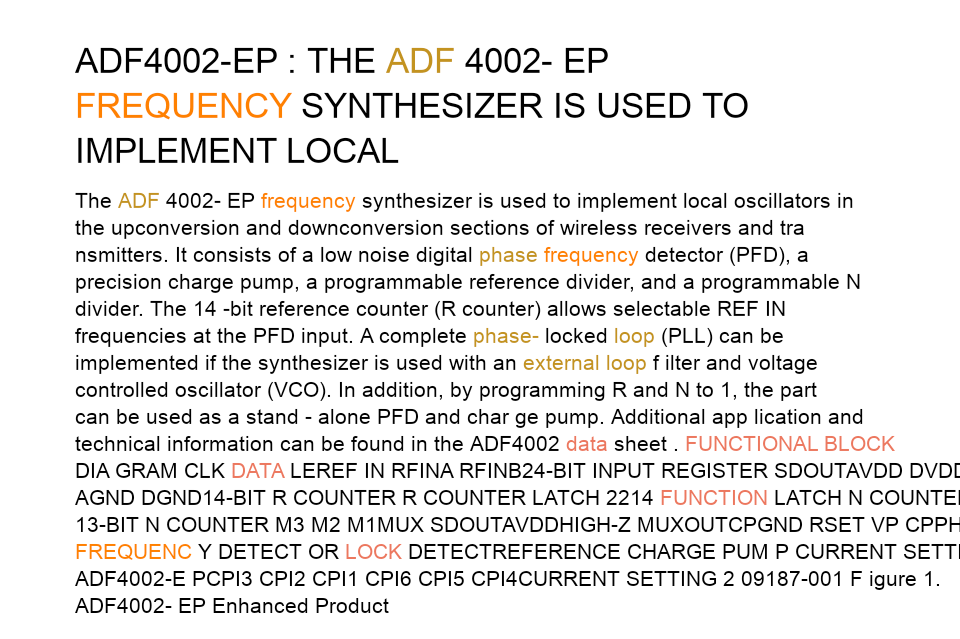 ADF4002-EP : THE ADF 4002- EP
FREQUENCY SYNTHESIZER IS USED TO
IMPLEMENT LOCAL
The ADF 4002- EP frequency synthesizer is used to implement local oscillators in
the upconversion and downconversion sections of wireless receivers and tra
nsmitters. It consists of a low noise digital phase frequency detector (PFD), a
precision charge pump, a programmable reference divider, and a programmable N
divider. The 14 -bit reference counter (R counter) allows selectable REF IN
frequencies at the PFD input. A complete phase- locked loop (PLL) can be
implemented if the synthesizer is used with an external loop f ilter and voltage
controlled oscillator (VCO). In addition, by programming R and N to 1, the part
can be used as a stand - alone PFD and char ge pump. Additional app lication and
technical information can be found in the ADF4002 data sheet . FUNCTIONAL BLOCK
DIA GRAM CLK DATA LEREF IN RFINA RFINB24-BIT INPUT REGISTER SDOUTAVDD DVDD
AGND DGND14-BIT R COUNTER R COUNTER LATCH 2214 FUNCTION LATCH N COUNTE
13-BIT N COUNTER M3 M2 M1MUX SDOUTAVDDHIGH-Z MUXOUTCPGND RSET VP CPPH
FREQUENC Y DETECT OR LOCK DETECTREFERENCE CHARGE PUM P CURRENT SETT
ADF4002-E PCPI3 CPI2 CPI1 CPI6 CPI5 CPI4CURRENT SETTING 2 09187-001 F igure 1.
ADF4002- EP Enhanced Product